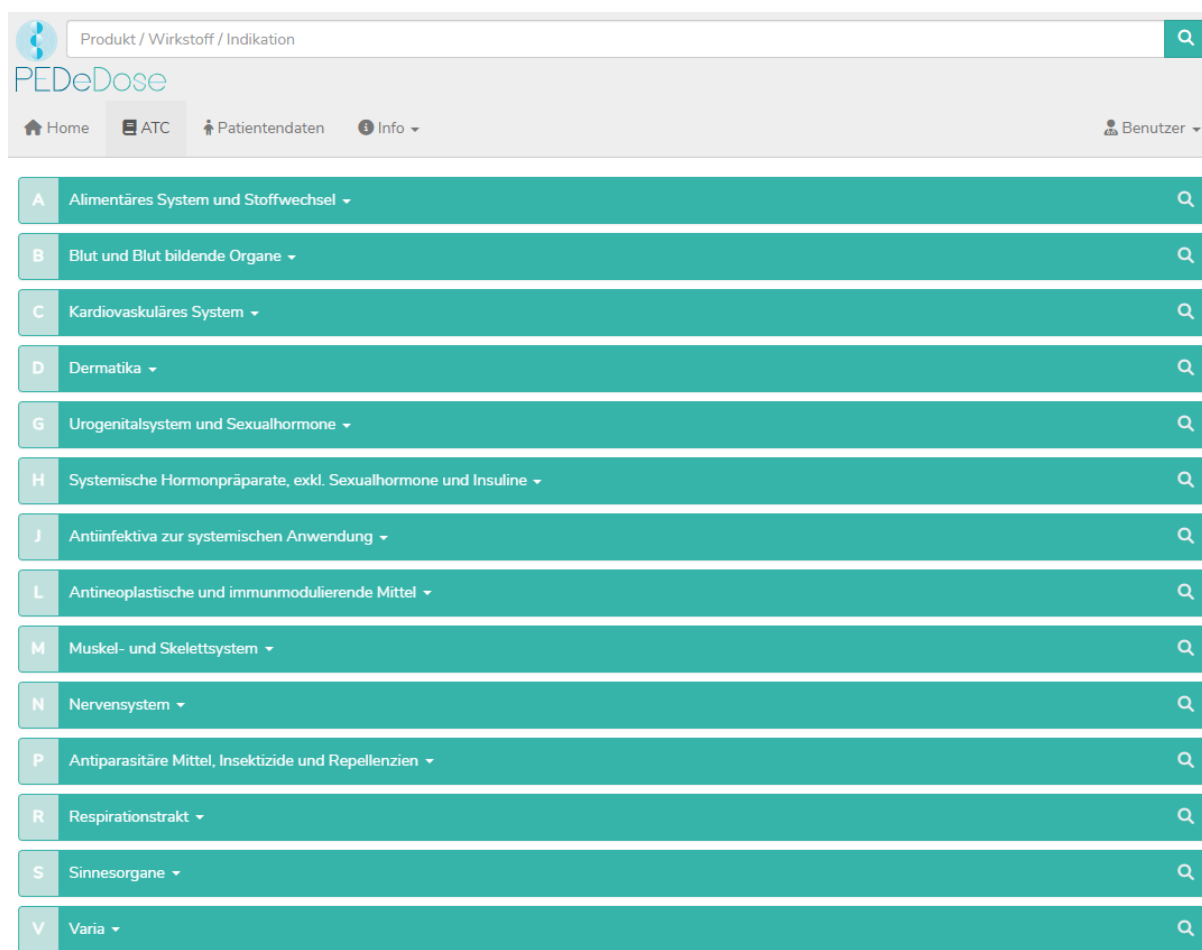 Produkt / Wirkstoff / Indikation
PEDeDose
Home ATC Patientendaten Info Benutzer
A Alimentäres System und Stoffwechsel
B Blut und Blut bildende Organe
C Kardiovaskuläres System
D Dermatika
G Urogenitalsystem und Sexualhormone
H Systemische Hormonpräparate, exkl. Sexualhormone und Insuline
J Antiinfektiva zur systemischen Anwendung
L Antineoplastische und immunmodulierende Mittel
M Muskel- und Skelettsystem
N Nervensystem
P Antiparasitäre Mittel, Insektizide und Repellenzien
R Respirationstrakt
S Sinnesorgane
V Varia